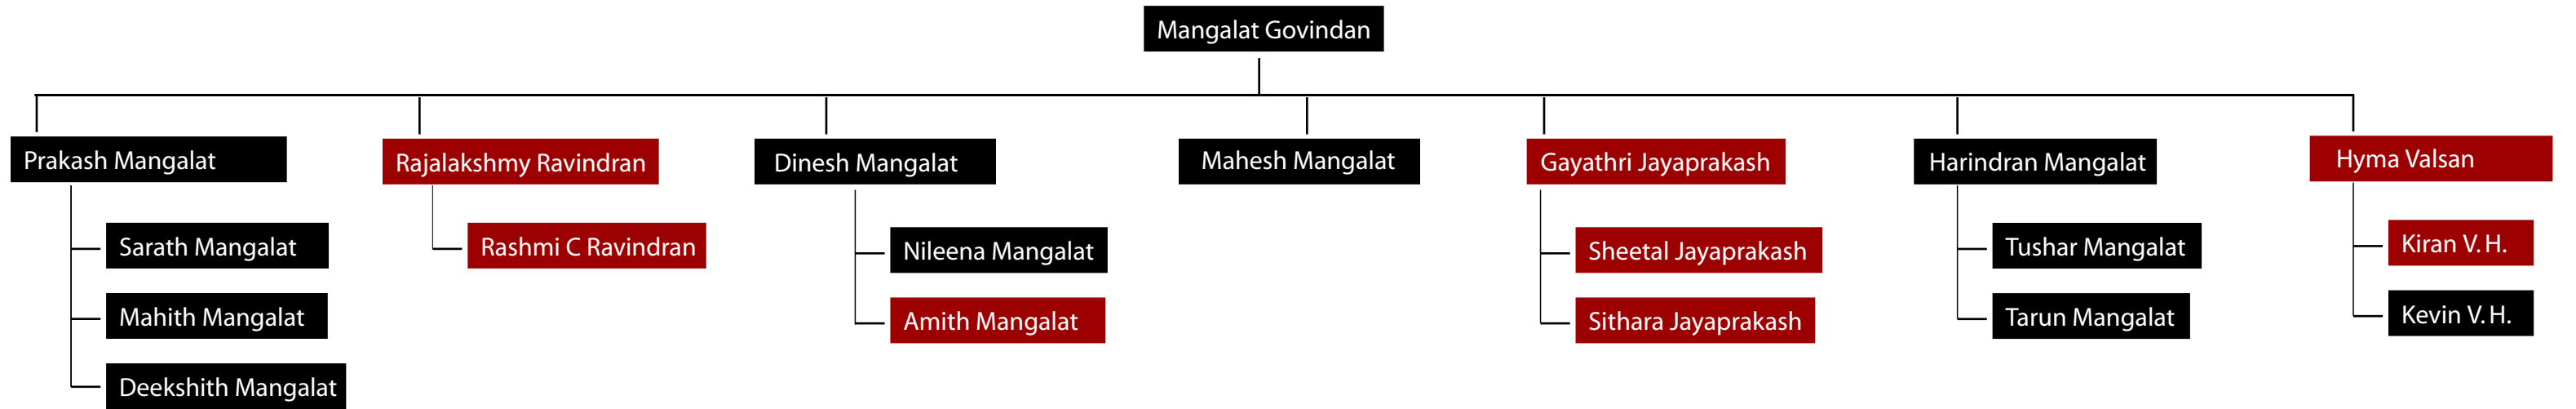 Mangalat Govindan
Prakash Mangalat
Rajalakshmy Ravindran
Dinesh Mangalat
Mahesh Mangalat
Gayathri Jayaprakash
Harindran Mangalat
Hyma Valsan
Sarath Mangalat
Mahith Mangalat
Deekshith Mangalat
Rashmi C Ravindran
Nileena Mangalat
Amith Mangalat
Sheetal Jayaprakash
Sithara Jayaprakash
Tushar Mangalat
Tarun Mangalat
Kiran V. H.
Kevin V. H.